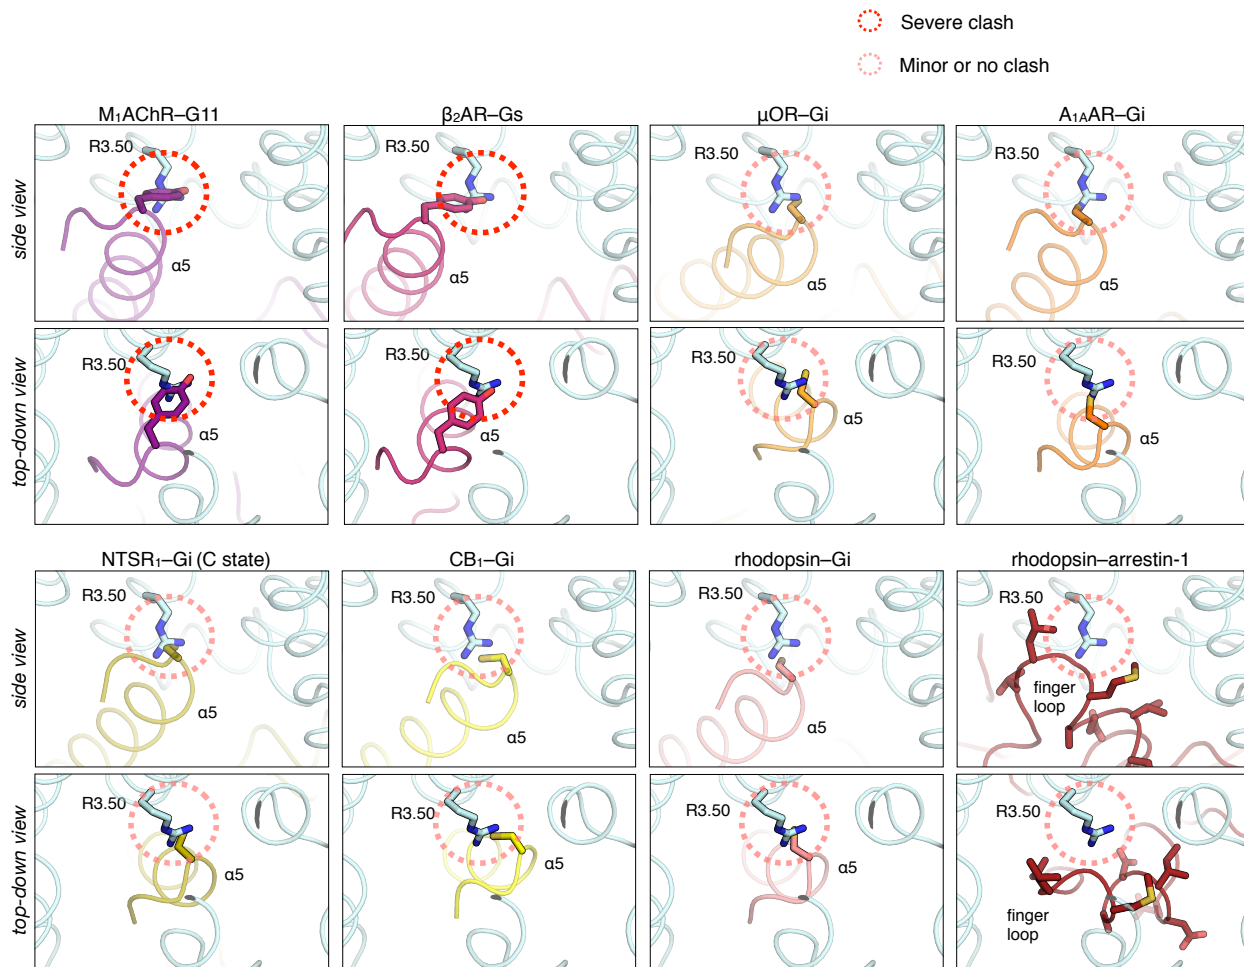 Severe clash
Minor or no clash
M₁AChR–G11
β₂AR–Gs
μOR–Gi
A₁ₐAR–Gi
side view
R3.50
α5
R3.50
α5
R3.50
α5
R3.50
α5
top-down view
R3.50
α5
R3.50
α5
R3.50
α5
R3.50
α5
NTSR₁–Gi (C state)
CB₁–Gi
rhodopsin–Gi
rhodopsin–arrestin-1
side view
R3.50
α5
R3.50
α5
R3.50
α5
R3.50
finger
loop
top-down view
R3.50
α5
R3.50
α5
R3.50
α5
R3.50
finger
loop